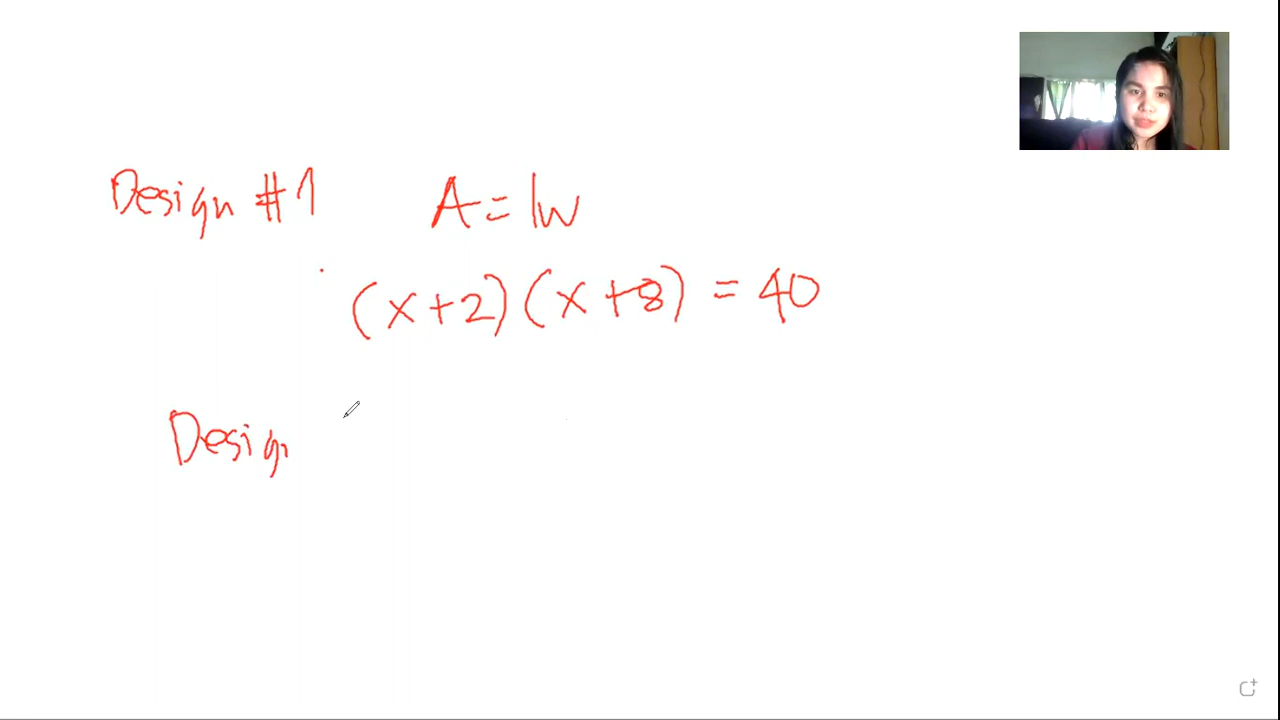 Design #1 A = lw
(x+2)(x+8) = 40
Design